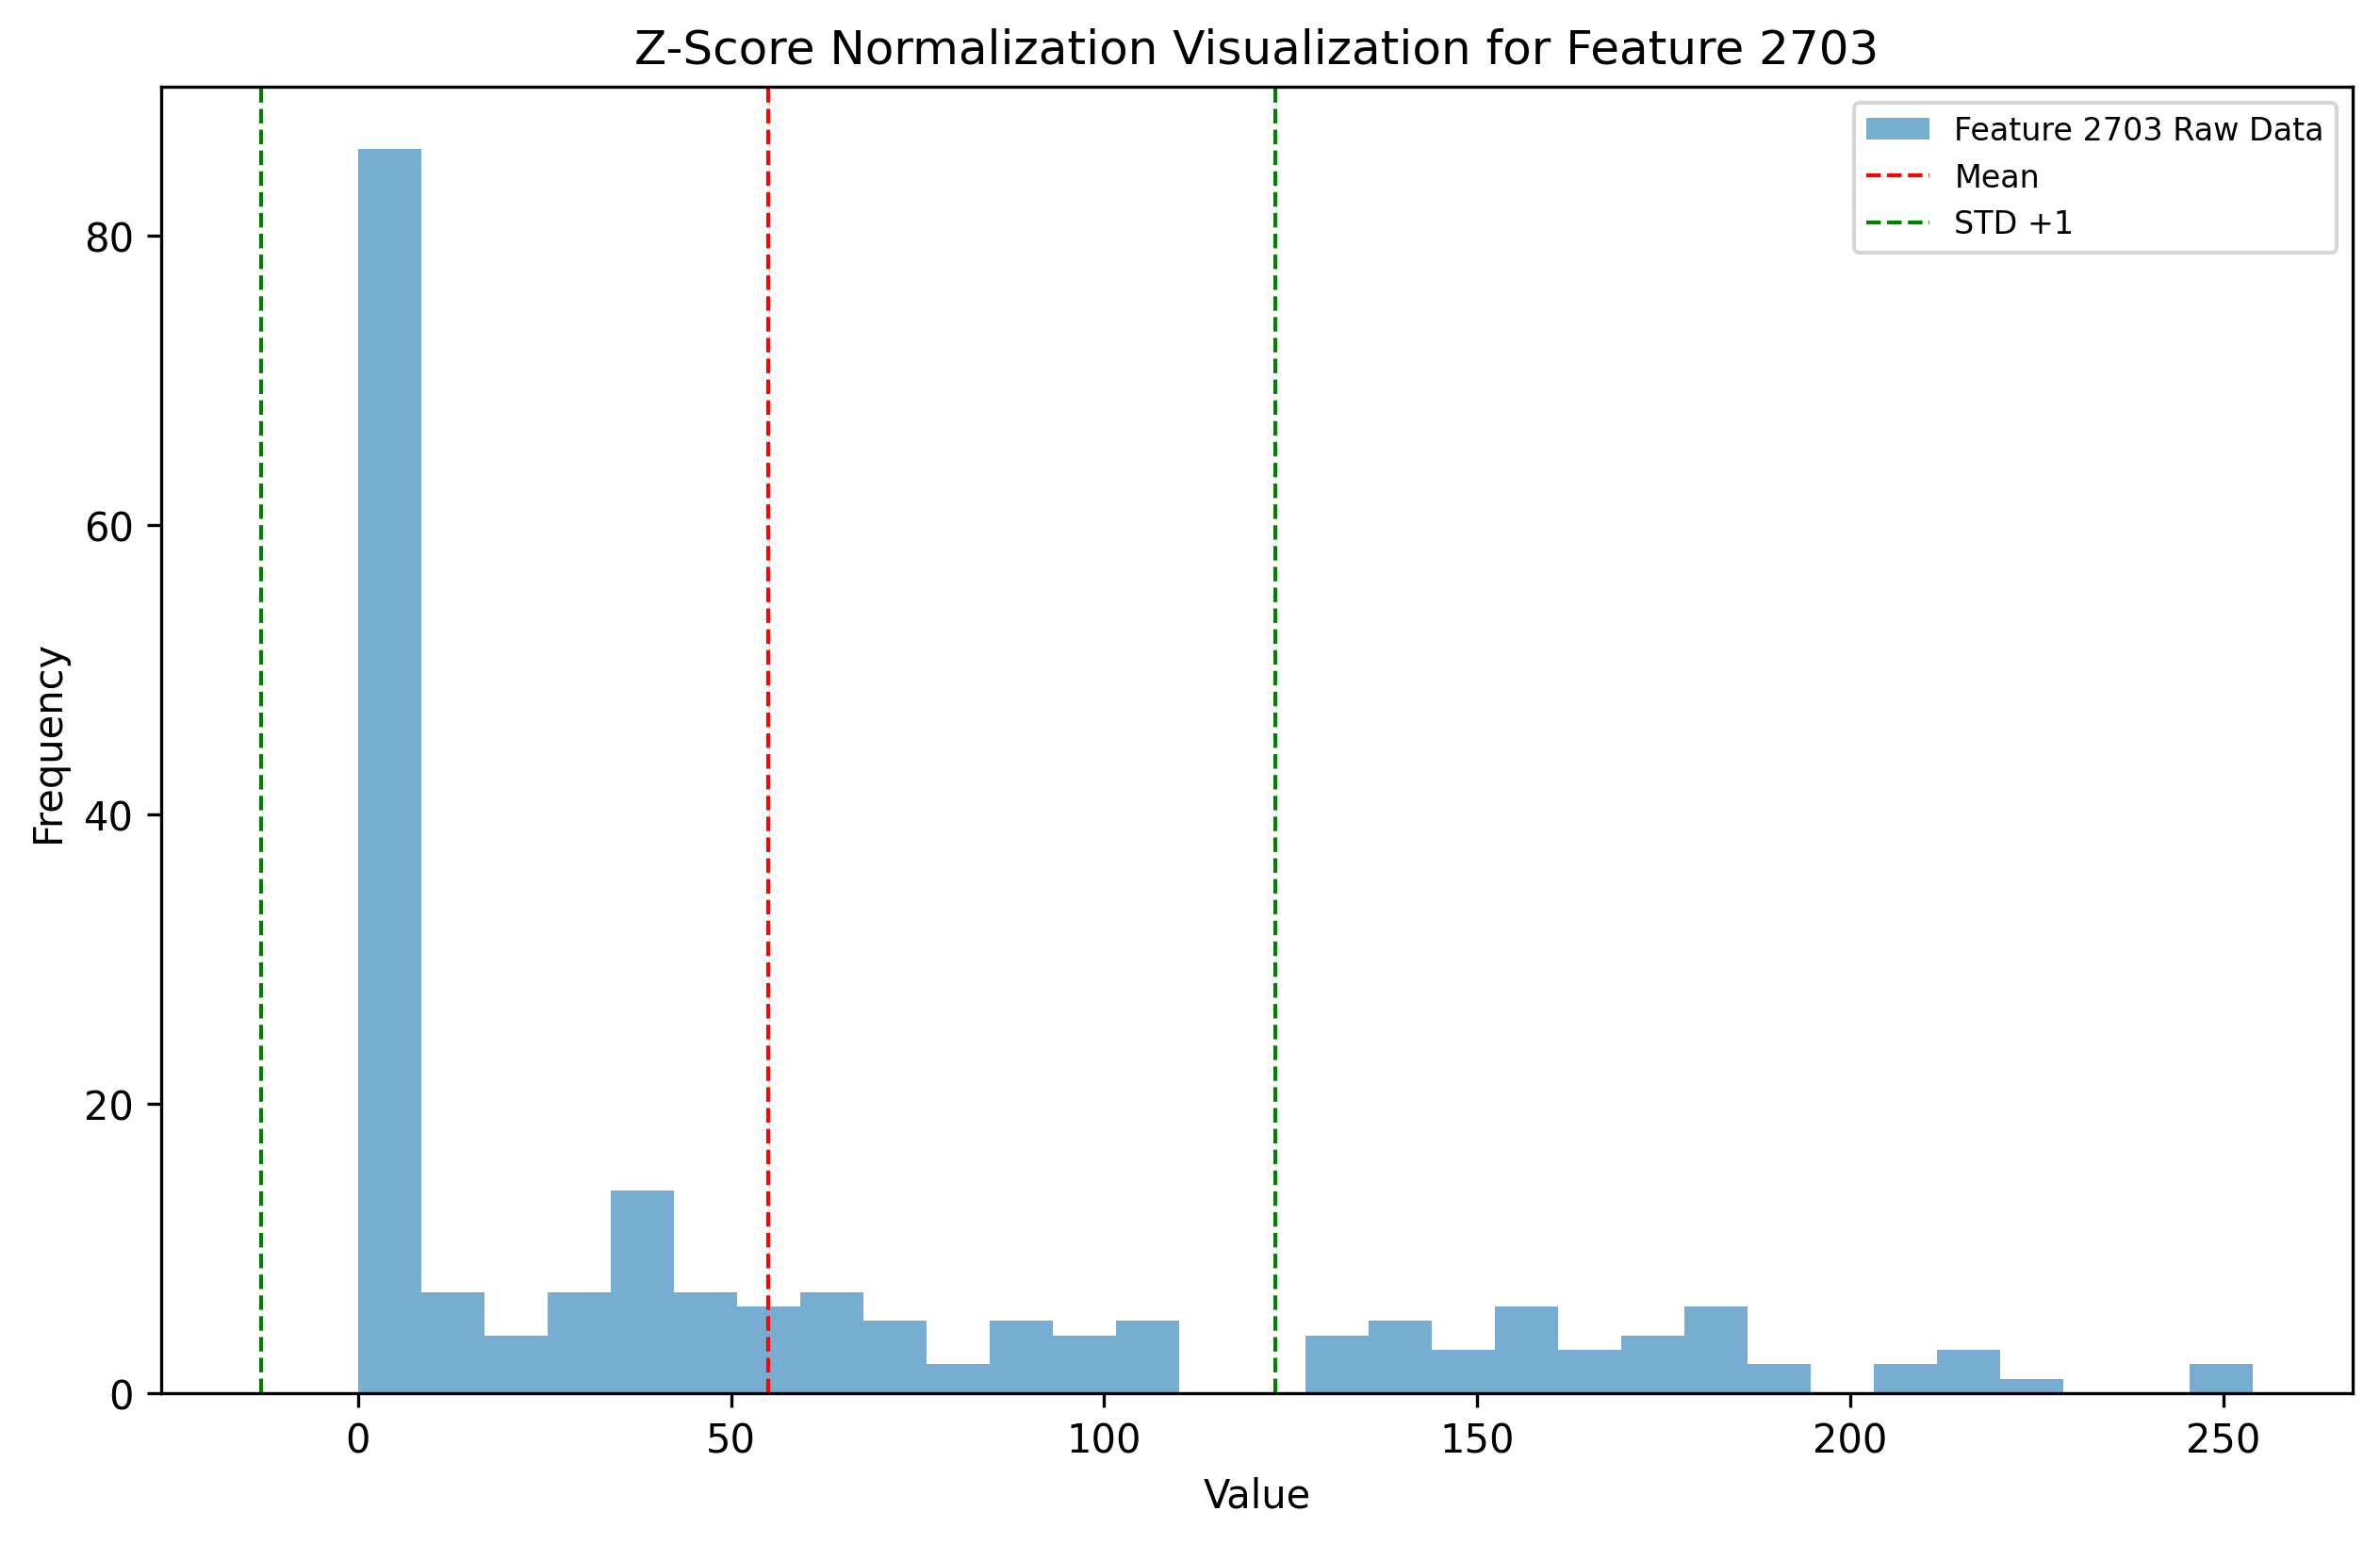 Z-Score Normalization Visualization for Feature 2703
Feature 2703 Raw Data
Mean
STD +1
80
60
40
20
0
Frequency
0 50 100 150 200 250
Value